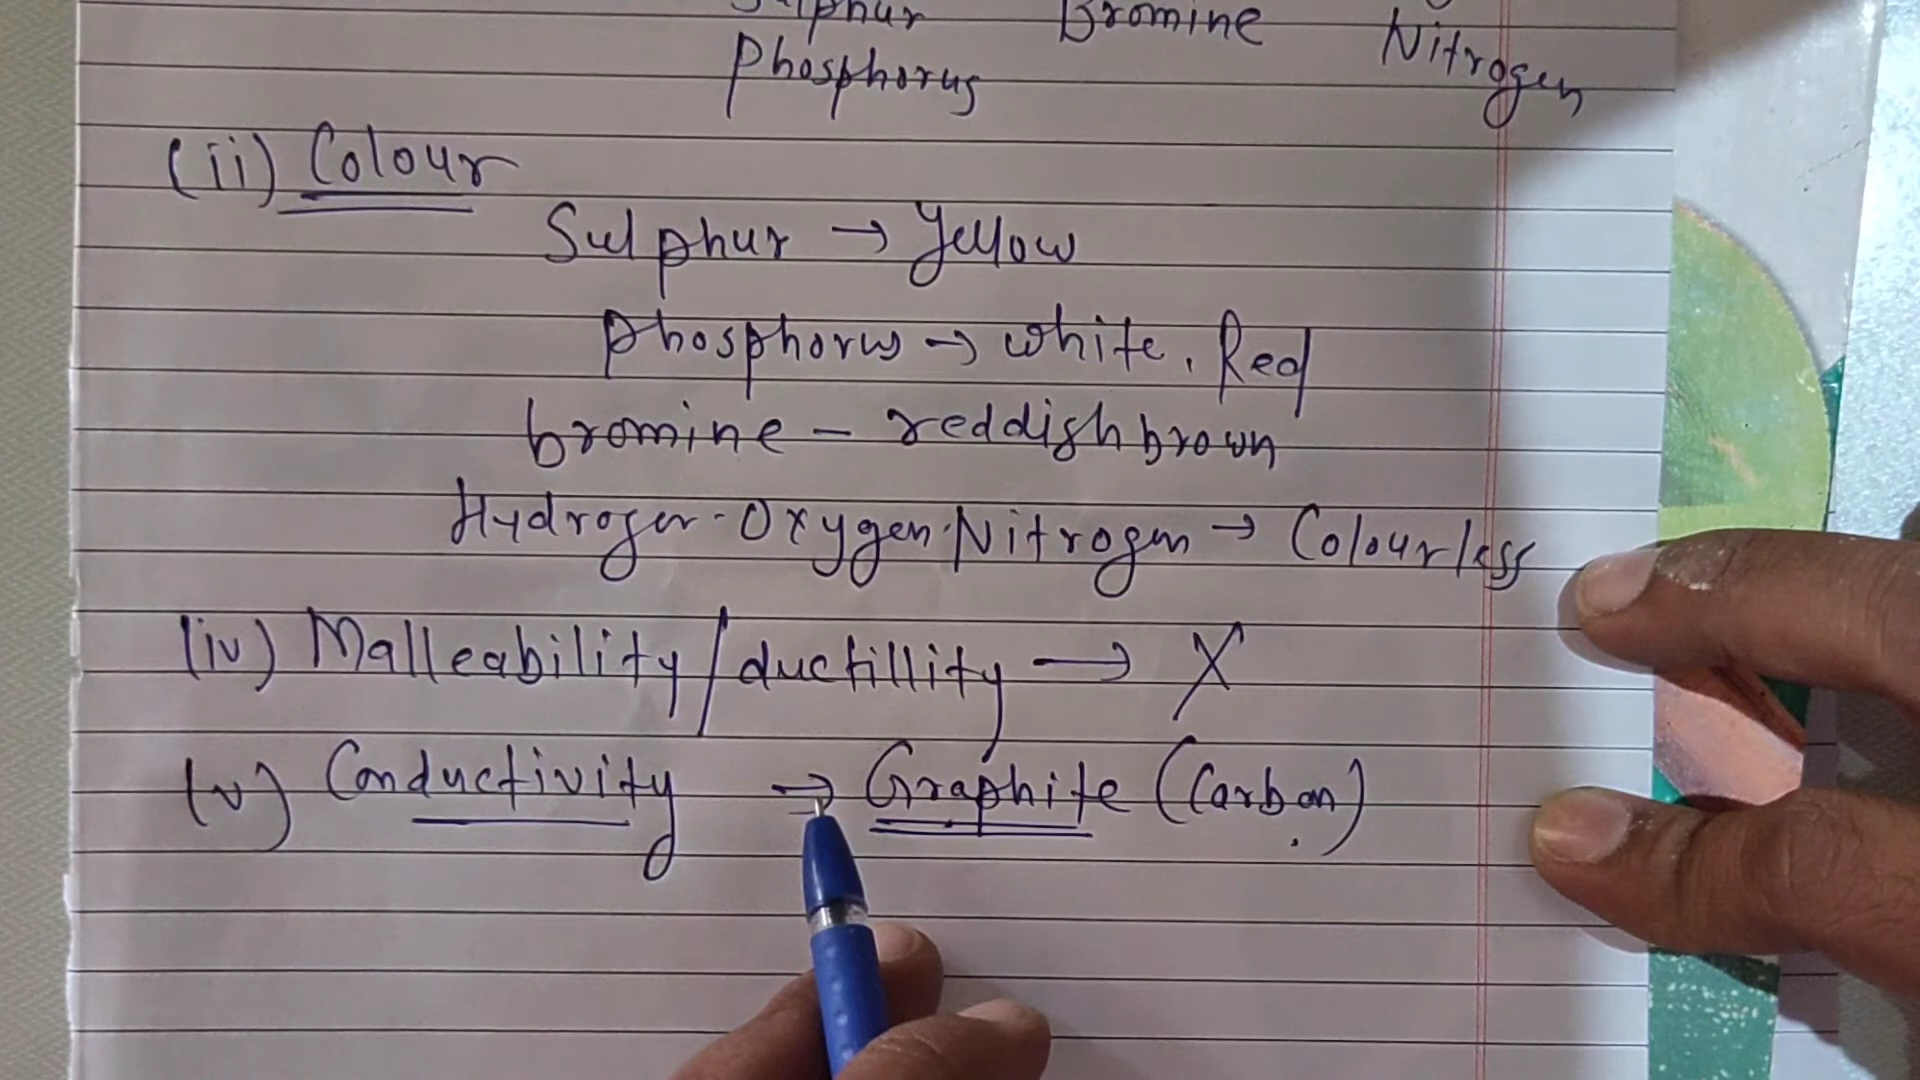 Sulphur Bromine Nitrogen
Phosphorus
(ii) Colour
Sulphur → Yellow
Phosphorus → white, Red
bromine - reddish brown
Hydrogen - Oxygen. Nitrogen → Colourless
(iv) Malleability/ductillity → X
(v) Conductivity → Graphite (Carbon)